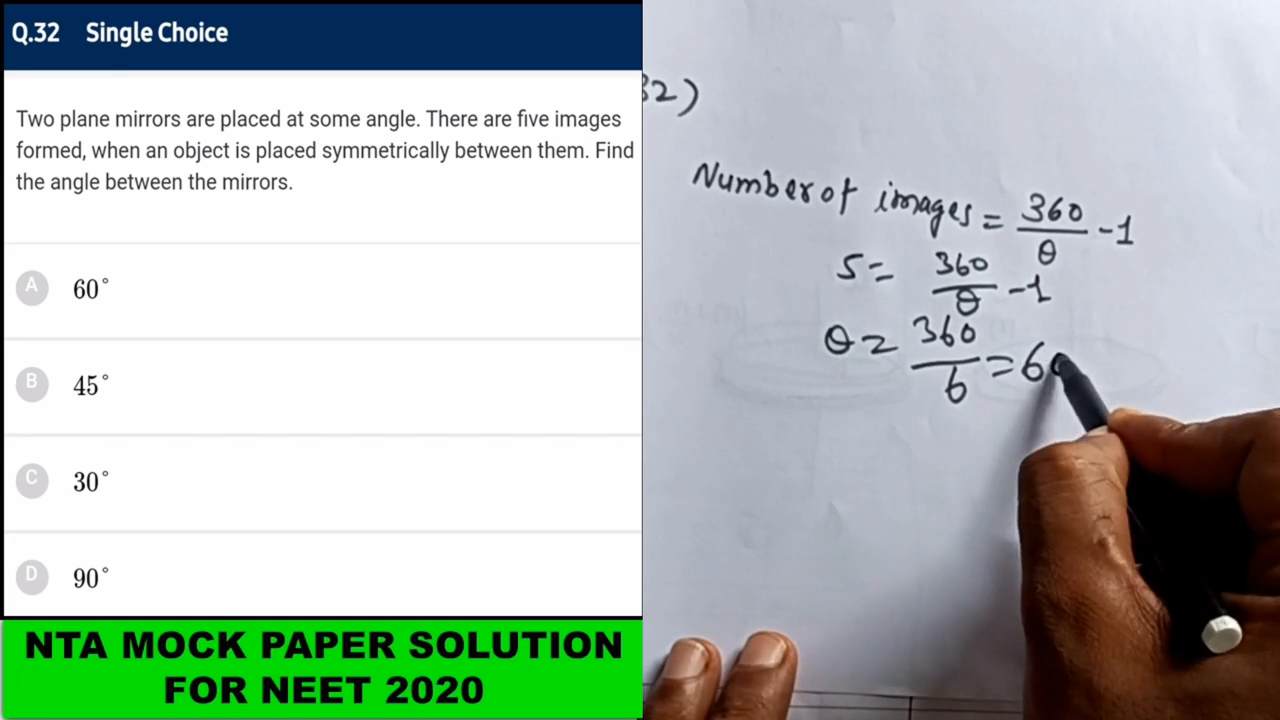 Q.32 Single Choice
Two plane mirrors are placed at some angle. There are five images
formed, when an object is placed symmetrically between them. Find
the angle between the mirrors.
A 60°
B 45°
C 30°
D 90°
NTA MOCK PAPER SOLUTION
FOR NEET 2020
32)
Number of images = 360/θ - 1
5 = 360/θ - 1
θ = 360/6 = 60